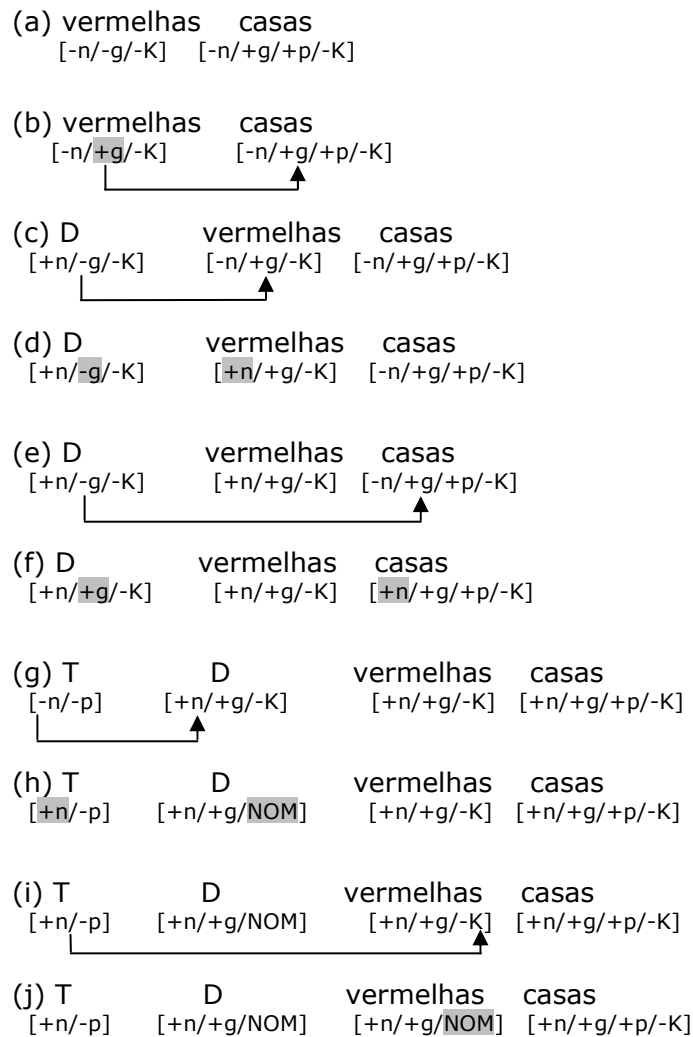 (a) vermelhas casas
[-n/-g/-K] [-n/+g/+p/-K]
(b) vermelhas casas
[-n/+g/-K] [-n/+g/+p/-K]
(c) D vermelhas casas
[+n/-g/-K] [-n/+g/-K] [-n/+g/+p/-K]
(d) D vermelhas casas
[+n/-g/-K] [+n/+g/-K] [-n/+g/+p/-K]
(e) D vermelhas casas
[+n/-g/-K] [+n/+g/-K] [-n/+g/+p/-K]
(f) D vermelhas casas
[+n/+g/-K] [+n/+g/-K] [+n/+g/+p/-K]
(g) T D vermelhas casas
[-n/-p] [+n/+g/-K] [+n/+g/-K] [+n/+g/+p/-K]
(h) T D vermelhas casas
[+n/-p] [+n/+g/NOM] [+n/+g/-K] [+n/+g/+p/-K]
(i) T D vermelhas casas
[+n/-p] [+n/+g/NOM] [+n/+g/-K] [+n/+g/+p/-K]
(j) T D vermelhas casas
[+n/-p] [+n/+g/NOM] [+n/+g/NOM] [+n/+g/+p/-K]